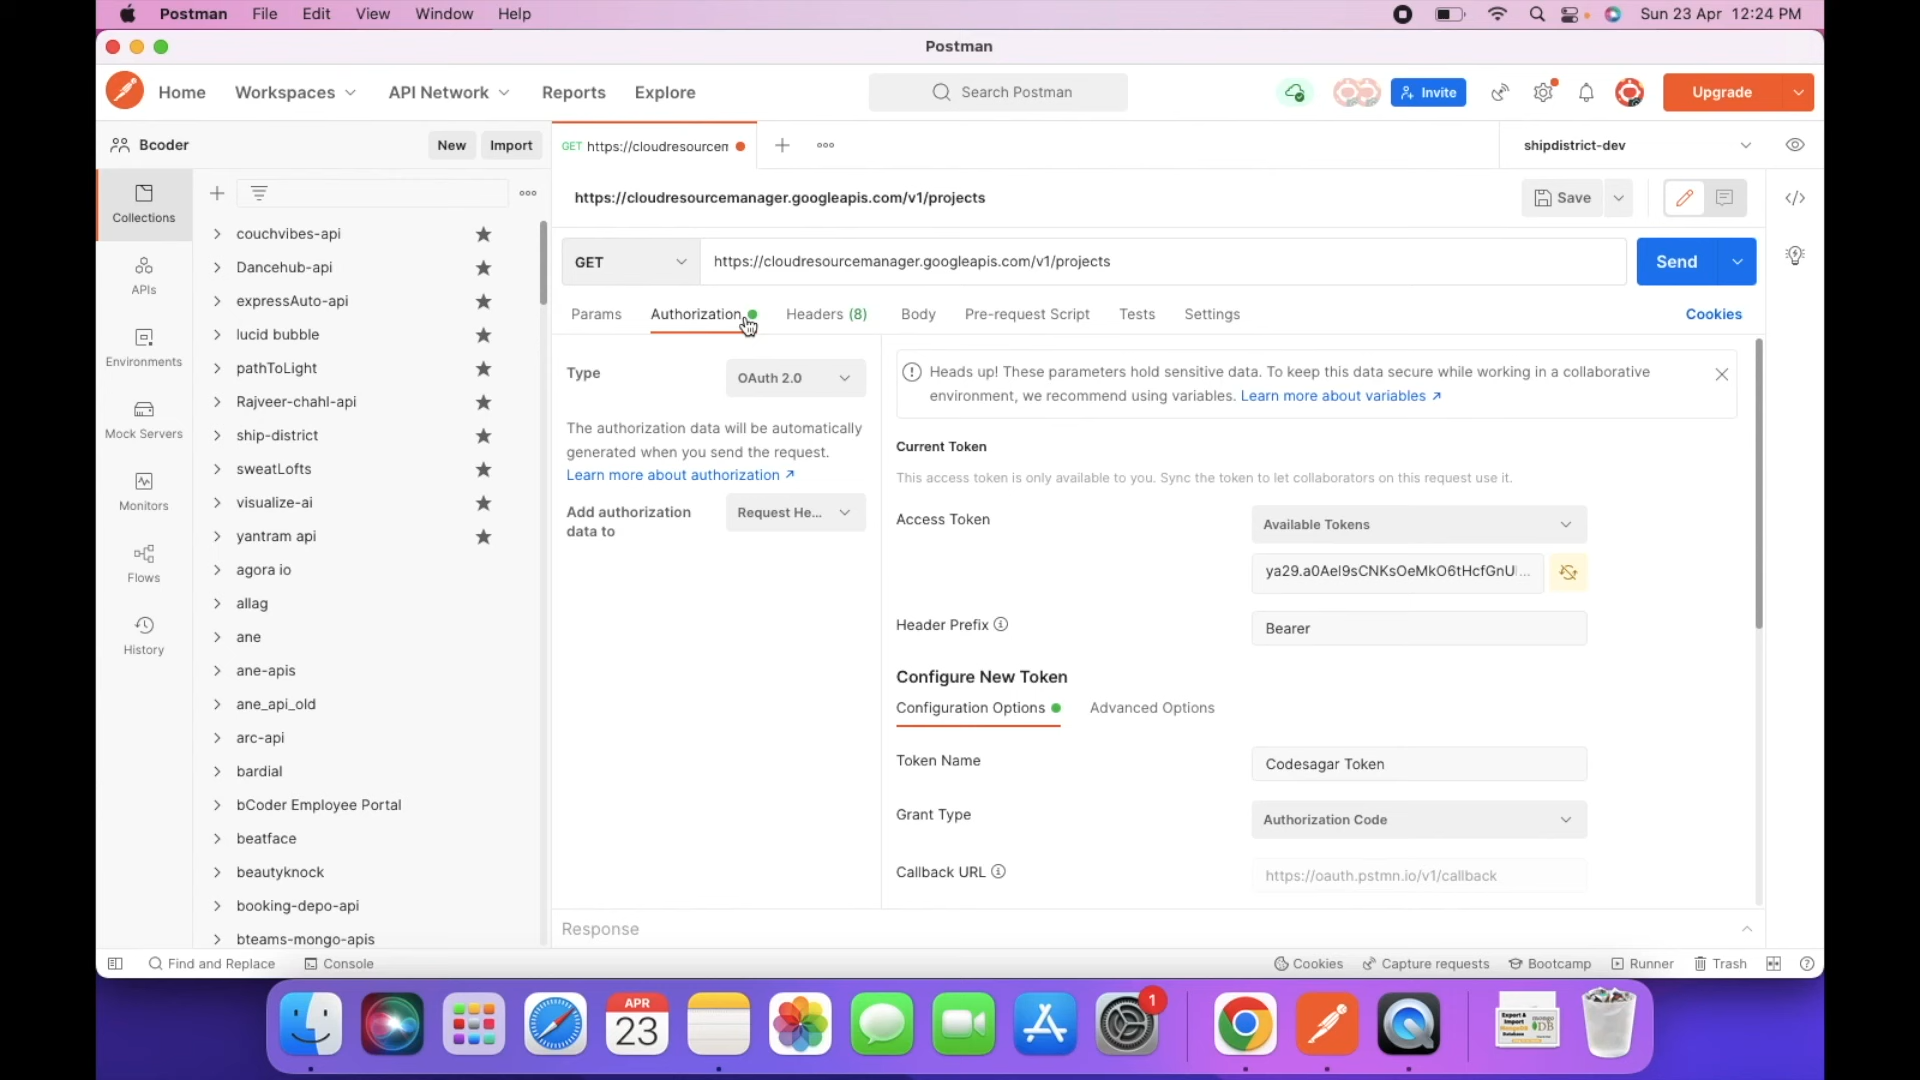 Postman File Edit View Window Help
Sun 23 Apr 12:24 PM
Postman
Home Workspaces API Network Reports Explore
Search Postman
Invite
Upgrade
Bcoder
New Import
GET https://cloudresourcem
shipdistrict-dev
Collections
APIs
Environments
Mock Servers
Monitors
Flows
History
couchvibes-api
Dancehub-api
expressAuto-api
lucid bubble
pathToLight
Rajveer-chahl-api
ship-district
sweatLofts
visualize-ai
yantram api
agora io
allag
ane
ane-apis
ane_api_old
arc-api
bardial
bCoder Employee Portal
beatface
beautyknock
booking-depo-api
bteams-mongo-apis
https://cloudresourcemanager.googleapis.com/v1/projects
Save
GET https://cloudresourcemanager.googleapis.com/v1/projects
Send
Params Authorization Headers (8) Body Pre-request Script Tests Settings
Cookies
Type OAuth 2.0
The authorization data will be automatically
generated when you send the request.
Learn more about authorization ↗
Add authorization
data to
Request He...
Heads up! These parameters hold sensitive data. To keep this data secure while working in a collaborative
environment, we recommend using variables. Learn more about variables ↗
Current Token
This access token is only available to you. Sync the token to let collaborators on this request use it.
Access Token Available Tokens
Header Prefix Bearer
Configure New Token
Configuration Options Advanced Options
Token Name Codesagar Token
Grant Type Authorization Code
Callback URL https://oauth.pstmn.io/v1/callback
Response
Find and Replace Console
Cookies Capture requests Bootcamp Runner Trash
APR
23
1
Export &
Import